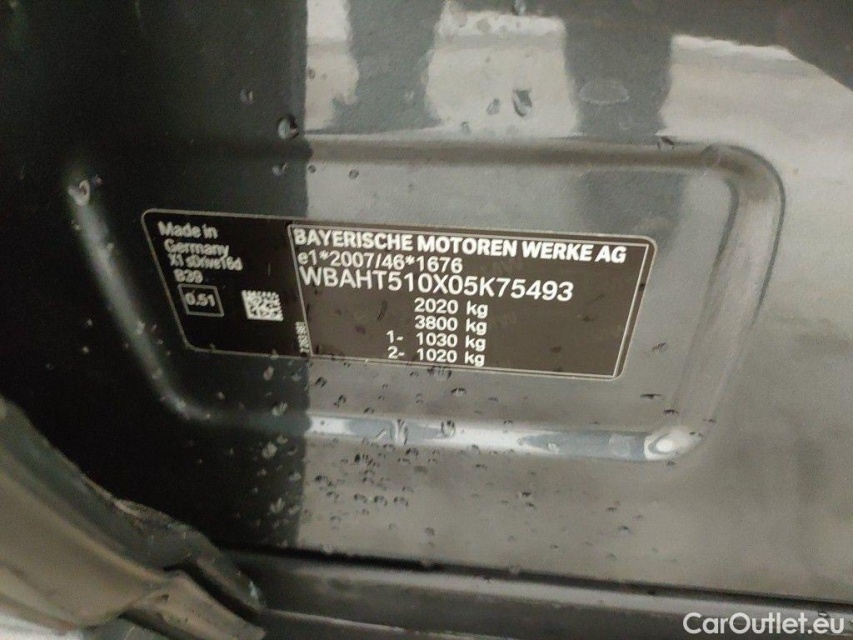 Made in
Germany
X1 sDrive16d
B39
0.51
BAYERISCHE MOTOREN WERKE AG
e1*2007/46*1676
WBAHT510X05K75493
2020 kg
3800 kg
1- 1030 kg
2- 1020 kg
CarOutlet.eu